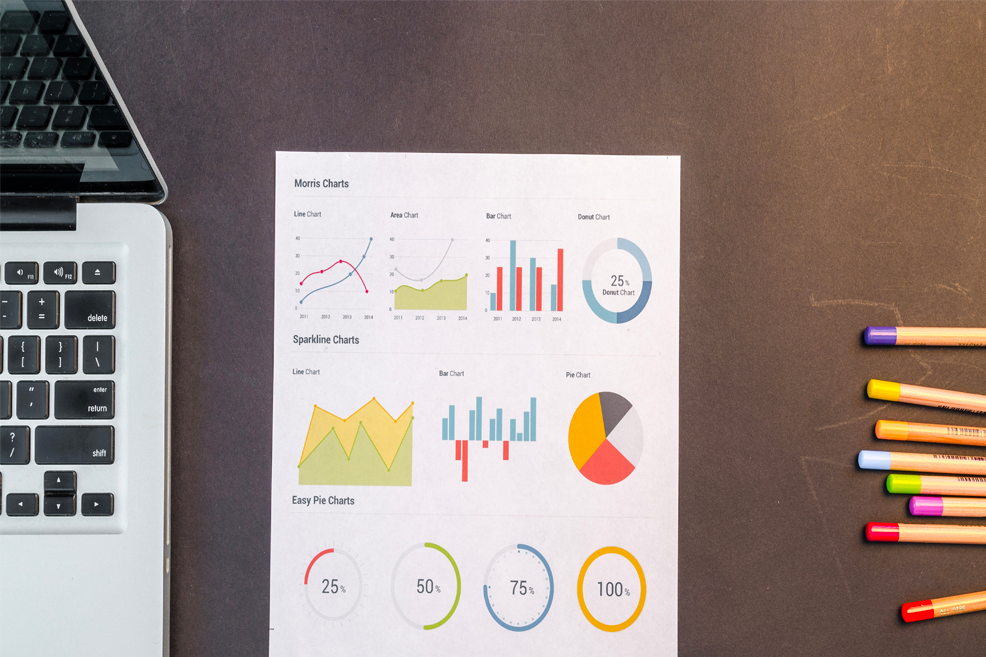 Morris Charts
Line Chart
Area Chart
Bar Chart
Donut Chart
40
30
20
10
0
2011 2012 2013 2014
40
30
20
10
0
2011 2012 2013 2014
40
30
20
10
0
2011 2012 2013 2014
25%
Donut Chart
Sparkline Charts
Line Chart
Bar Chart
Pie Chart
Easy Pie Charts
25%
50%
75%
100%
F11
F12
- + =
delete
{ [
} ]
| \
" '
enter
return
? /
shift